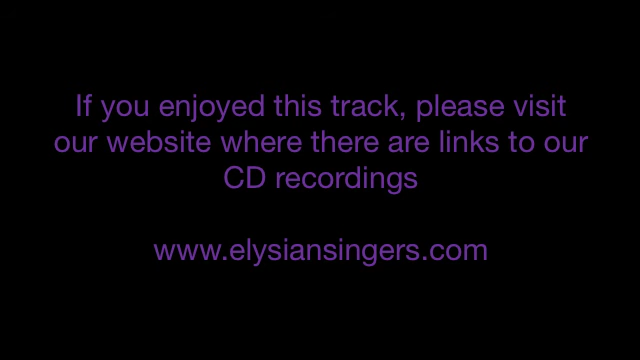 If you enjoyed this track, please visit
our website where there are links to our
CD recordings
www.elysiansingers.com